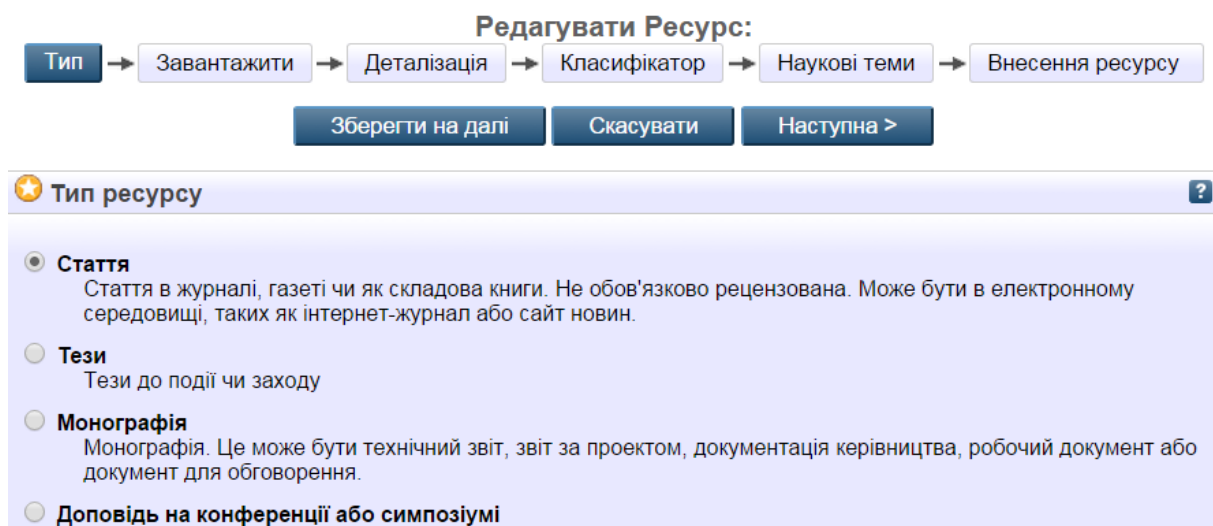 Редагувати Ресурс:
Тип Завантажити Деталізація Класифікатор Наукові теми Внесення ресурсу
Зберегти на далі Скасувати Наступна >
Тип ресурсу ?
Стаття
Стаття в журналі, газеті чи як складова книги. Не обов'язково рецензована. Може бути в електронному
середовищі, таких як інтернет-журнал або сайт новин.
Тези
Тези до події чи заходу
Монографія
Монографія. Це може бути технічний звіт, звіт за проектом, документація керівництва, робочий документ або
документ для обговорення.
Доповідь на конференції або симпозіумі